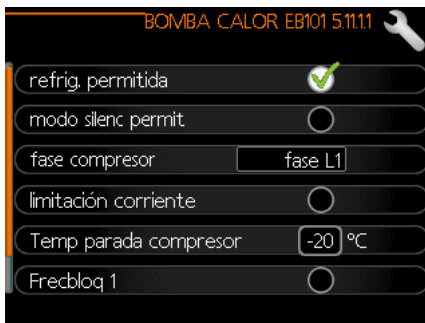 BOMBA CALOR EB101 5.11.1.1
refrig. permitida
modo silenc permit
fase compresor fase L1
limitación corriente
Temp parada compresor -20 °C
Frecbloq 1